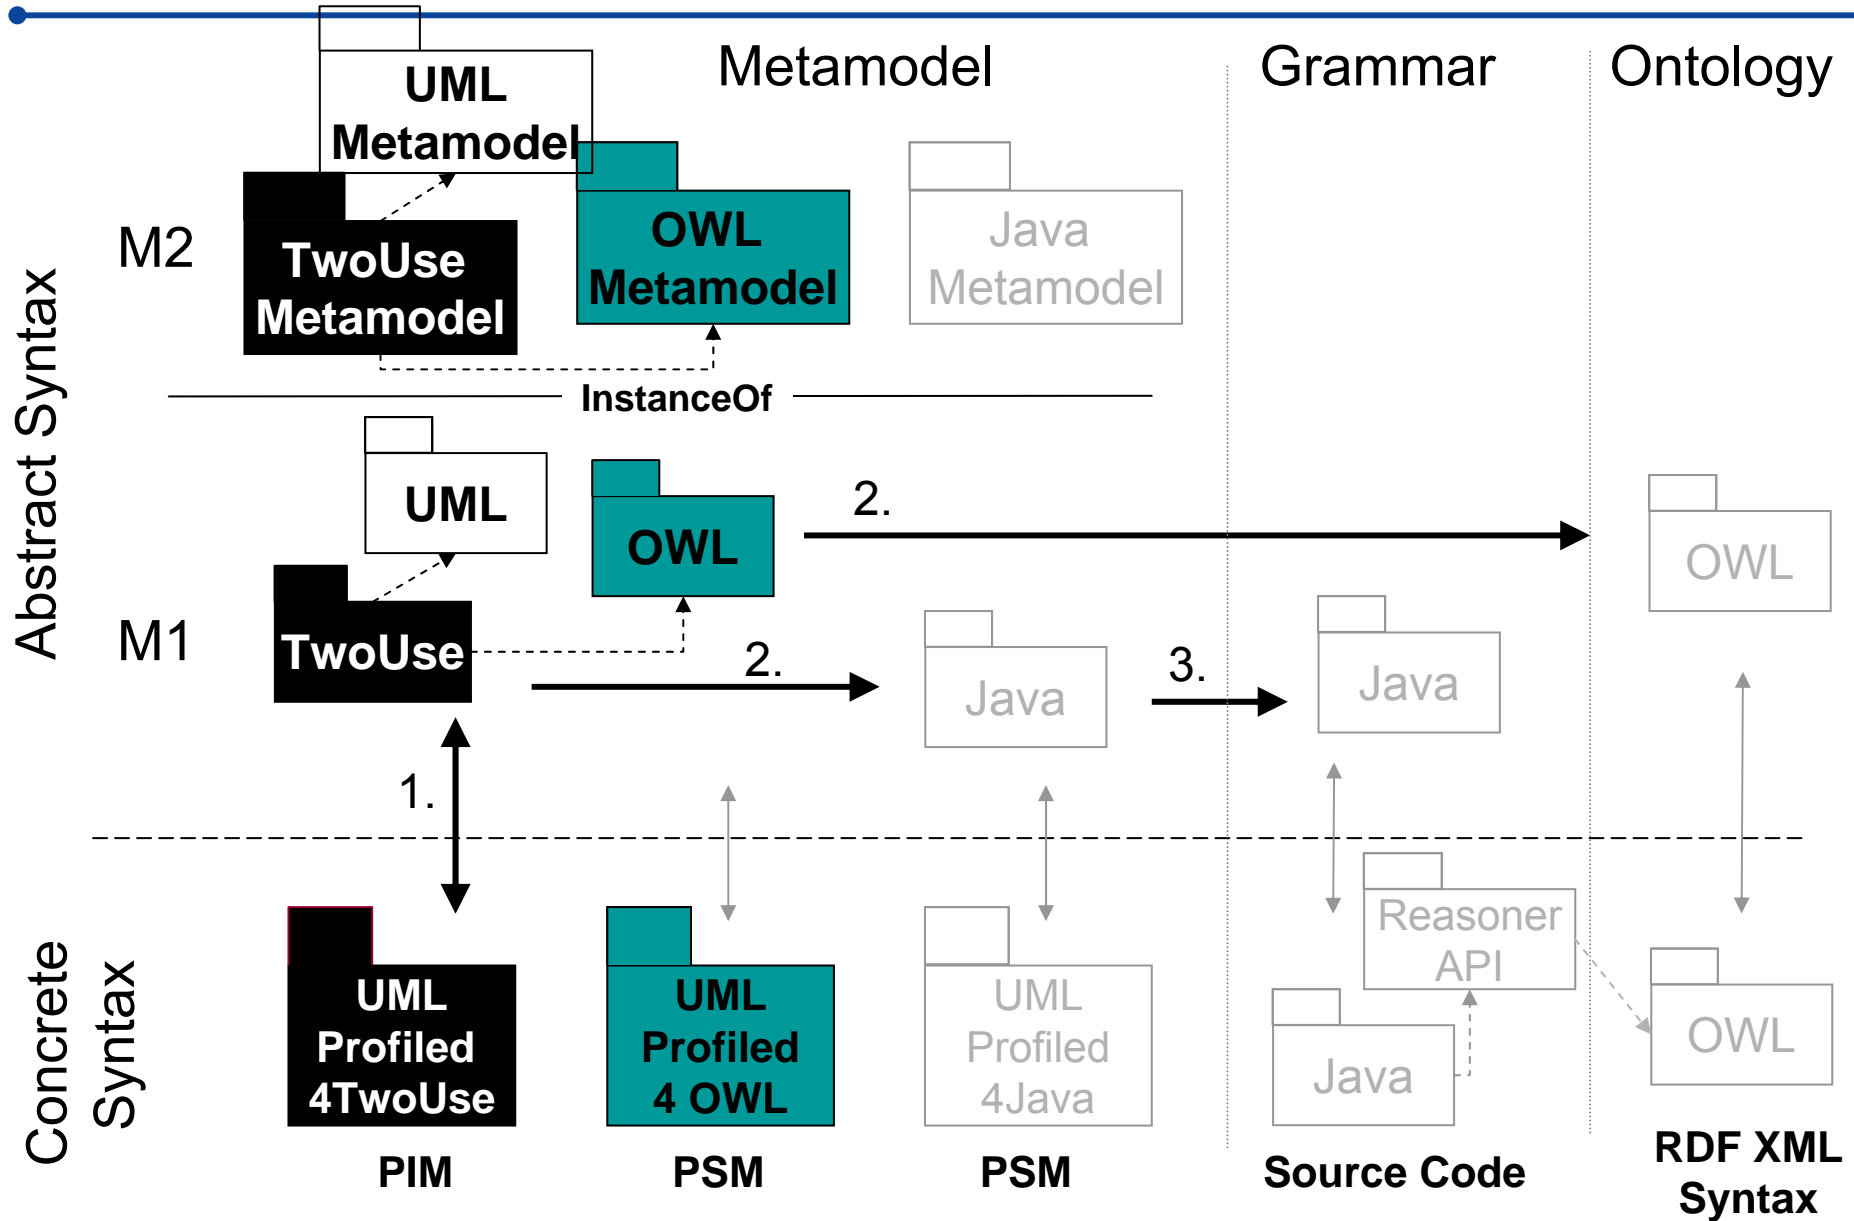 Metamodel
Grammar
Ontology
UML
Metamodel
Abstract Syntax
M2
TwoUse
Metamodel
OWL
Metamodel
Java
Metamodel
InstanceOf
M1
UML
OWL
2.
OWL
TwoUse
2.
Java
3.
Java
1.
Concrete
Syntax
UML
Profiled
4TwoUse
UML
Profiled
4 OWL
UML
Profiled
4Java
Reasoner
API
Java
OWL
PIM
PSM
PSM
Source Code
RDF XML
Syntax